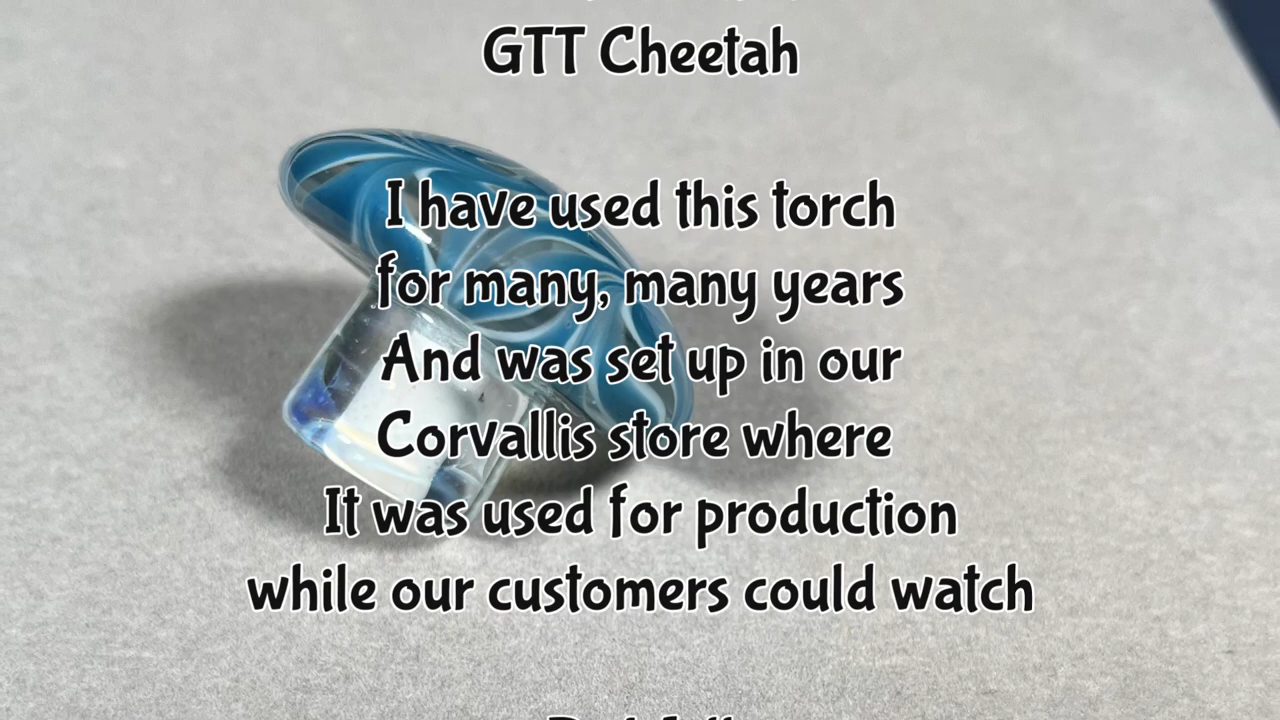 GTT Cheetah
I have used this torch
for many, many years
And was set up in our
Corvallis store where
It was used for production
while our customers could watch